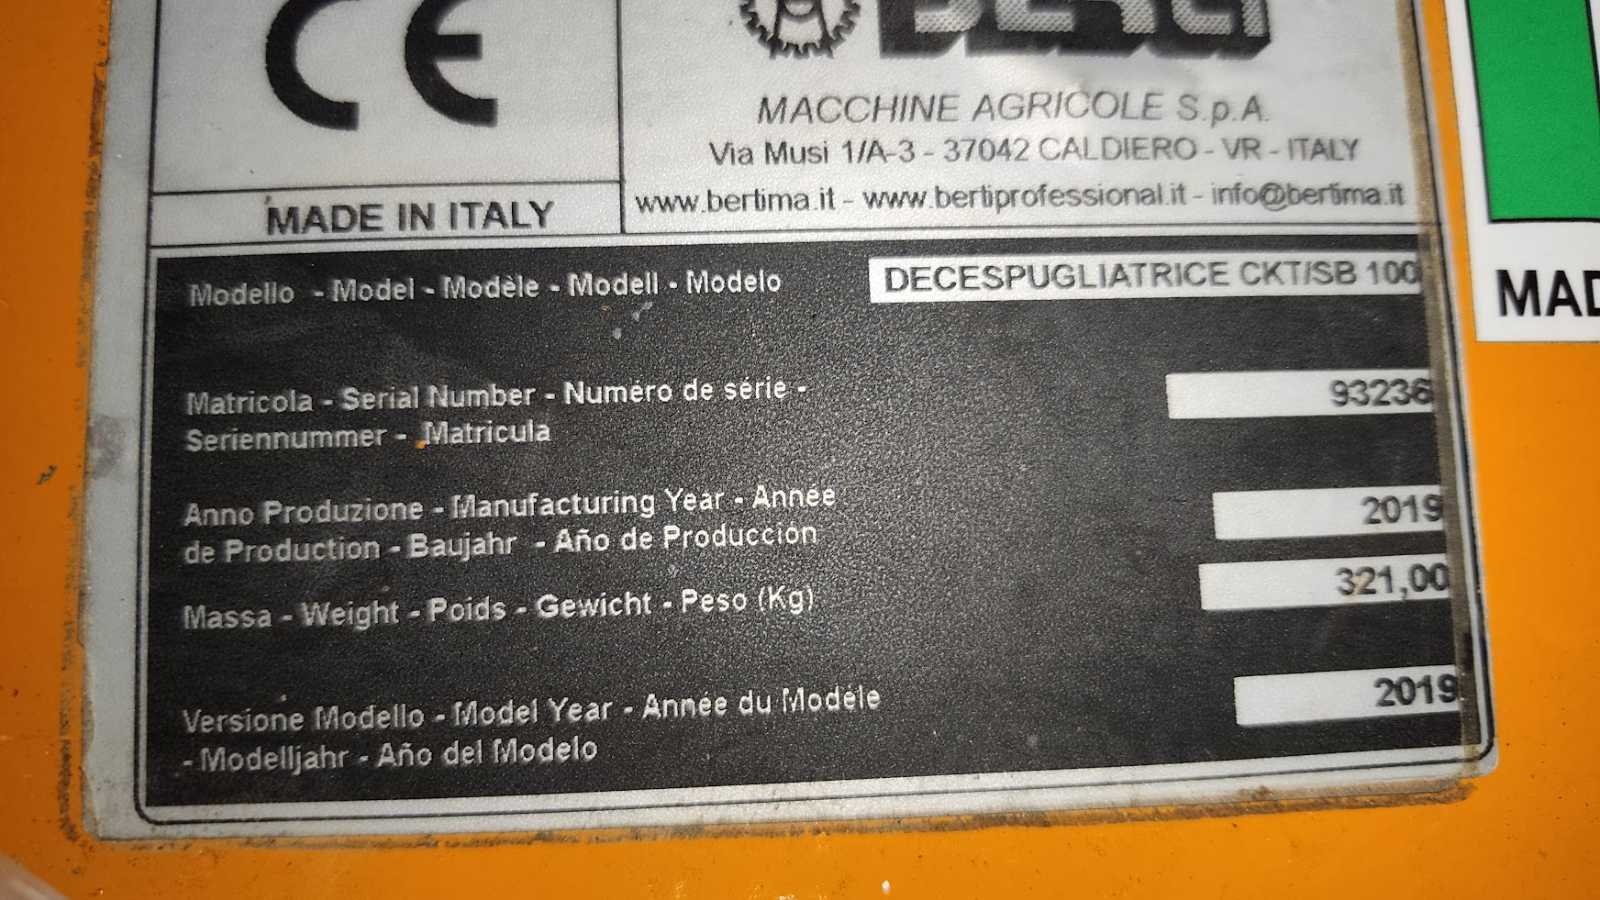 CE
BERTI
MACCHINE AGRICOLE S.p.A.
Via Musi 1/A-3 - 37042 CALDIERO - VR - ITALY
MADE IN ITALY
www.bertima.it - www.bertiprofessional.it - info@bertima.it
Modello - Model - Modèle - Modell - Modelo
DECESPUGLIATRICE CKT/SB 100
Matricola - Serial Number - Numéro de série -
Seriennummer - Matricula
93236
Anno Produzione - Manufacturing Year - Année
de Production - Baujahr - Año de Producción
2019
Massa - Weight - Poids - Gewicht - Peso (Kg)
321,00
Versione Modello - Model Year - Année du Modéle
- Modelljahr - Año del Modelo
2019
MAD